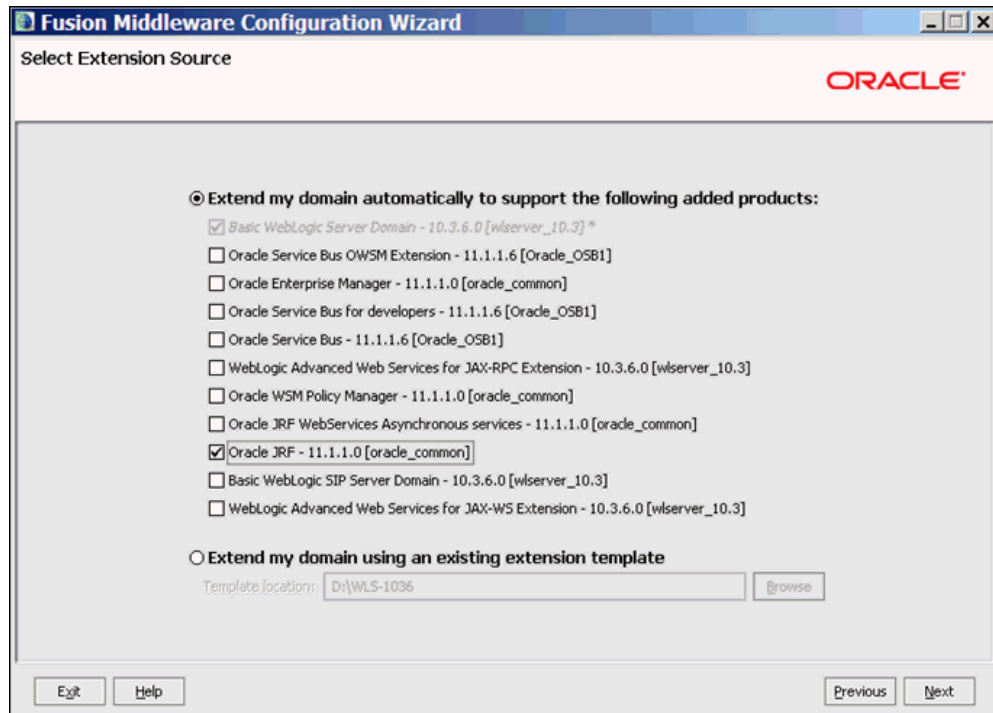 Fusion Middleware Configuration Wizard
Select Extension Source
ORACLE
Extend my domain automatically to support the following added products:
Basic WebLogic Server Domain - 10.3.6.0 [wlserver_10.3] *
Oracle Service Bus OWSM Extension - 11.1.1.6 [Oracle_OSB1]
Oracle Enterprise Manager - 11.1.1.0 [oracle_common]
Oracle Service Bus for developers - 11.1.1.6 [Oracle_OSB1]
Oracle Service Bus - 11.1.1.6 [Oracle_OSB1]
WebLogic Advanced Web Services for JAX-RPC Extension - 10.3.6.0 [wlserver_10.3]
Oracle WSM Policy Manager - 11.1.1.0 [oracle_common]
Oracle JRF WebServices Asynchronous services - 11.1.1.0 [oracle_common]
Oracle JRF - 11.1.1.0 [oracle_common]
Basic WebLogic SIP Server Domain - 10.3.6.0 [wlserver_10.3]
WebLogic Advanced Web Services for JAX-WS Extension - 10.3.6.0 [wlserver_10.3]
Extend my domain using an existing extension template
Template location: D:\WLS-1036 Browse
Exit Help Previous Next